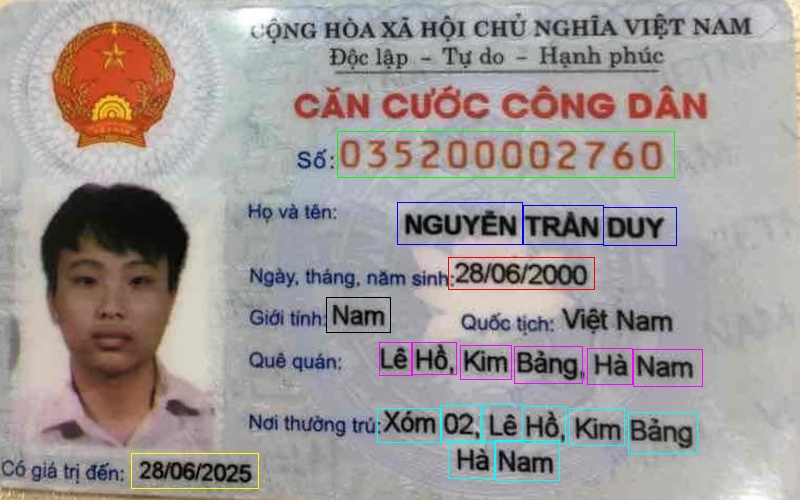 CỘNG HÒA XÃ HỘI CHỦ NGHĨA VIỆT NAM
Độc lập – Tự do – Hạnh phúc
CĂN CƯỚC CÔNG DÂN
Số: 035200002760
Họ và tên: NGUYỄN TRẦN DUY
Ngày, tháng, năm sinh: 28/06/2000
Giới tính: Nam Quốc tịch: Việt Nam
Quê quán: Lê Hồ, Kim Bảng, Hà Nam
Nơi thường trú: Xóm 02, Lê Hồ, Kim Bảng
Hà Nam
Có giá trị đến: 28/06/2025